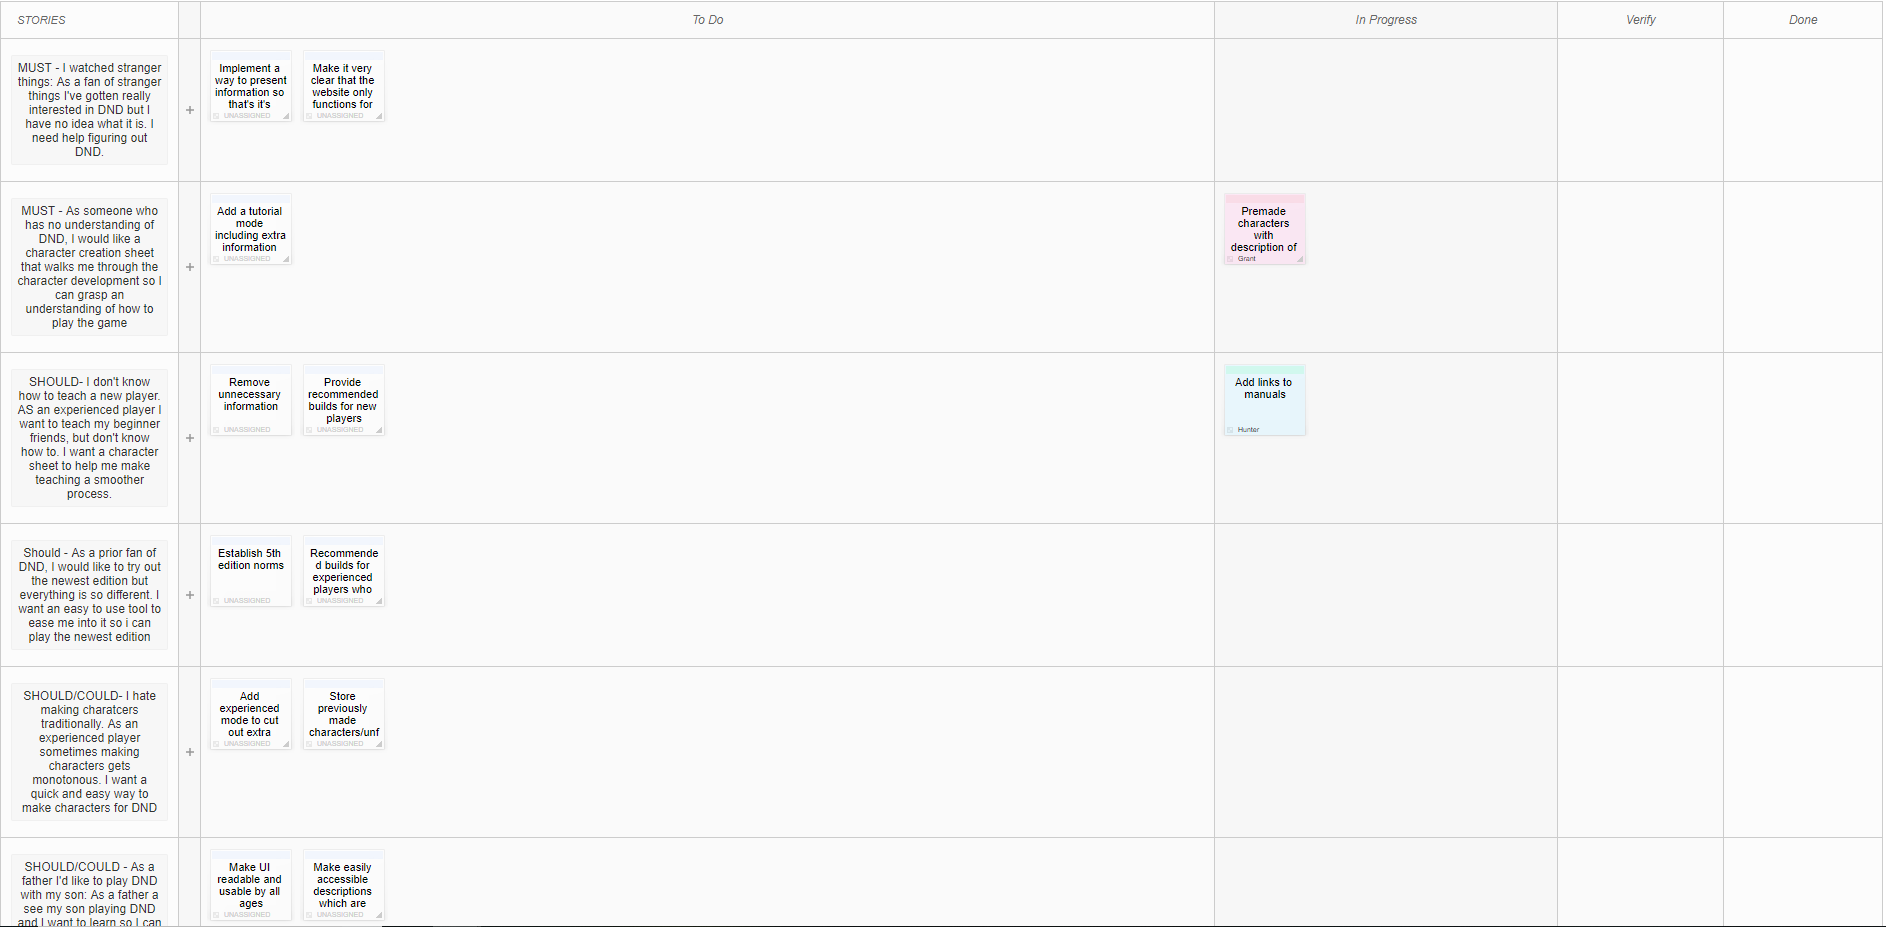 STORIES
To Do
In Progress
Verify
Done
MUST - I watched stranger
things: As a fan of stranger
things I've gotten really
interested in DND but I
have no idea what it is. I
need help figuring out
DND.
+
Implement a
way to present
information so
that's it's
UNASSIGNED
Make it very
clear that the
website only
functions for
UNASSIGNED
MUST - As someone who
has no understanding of
DND, I would like a
character creation sheet
that walks me through the
character development so I
can grasp an
understanding of how to
play the game
+
Add a tutorial
mode
including extra
information
UNASSIGNED
Premade
characters
with
description of
Grant
SHOULD- I don't know
how to teach a new player.
AS an experienced player I
want to teach my beginner
friends, but don't know
how to. I want a character
sheet to help me make
teaching a smoother
process.
+
Remove
unnecessary
information
UNASSIGNED
Provide
recommended
builds for new
players
UNASSIGNED
Add links to
manuals
Hunter
Should - As a prior fan of
DND, I would like to try out
the newest edition but
everything is so different. I
want an easy to use tool to
ease me into it so i can
play the newest edition
+
Establish 5th
edition norms
UNASSIGNED
Recommende
d builds for
experienced
players who
UNASSIGNED
SHOULD/COULD- I hate
making charatcers
traditionally. As an
experienced player
sometimes making
characters gets
monotonous. I want a
quick and easy way to
make characters for DND
+
Add
experienced
mode to cut
out extra
UNASSIGNED
Store
previously
made
characters/unf
UNASSIGNED
SHOULD/COULD - As a
father I'd like to play DND
with my son: As a father a
see my son playing DND
and I want to learn so I can
Make UI
readable and
usable by all
ages
UNASSIGNED
Make easily
accessible
descriptions
which are
UNASSIGNED